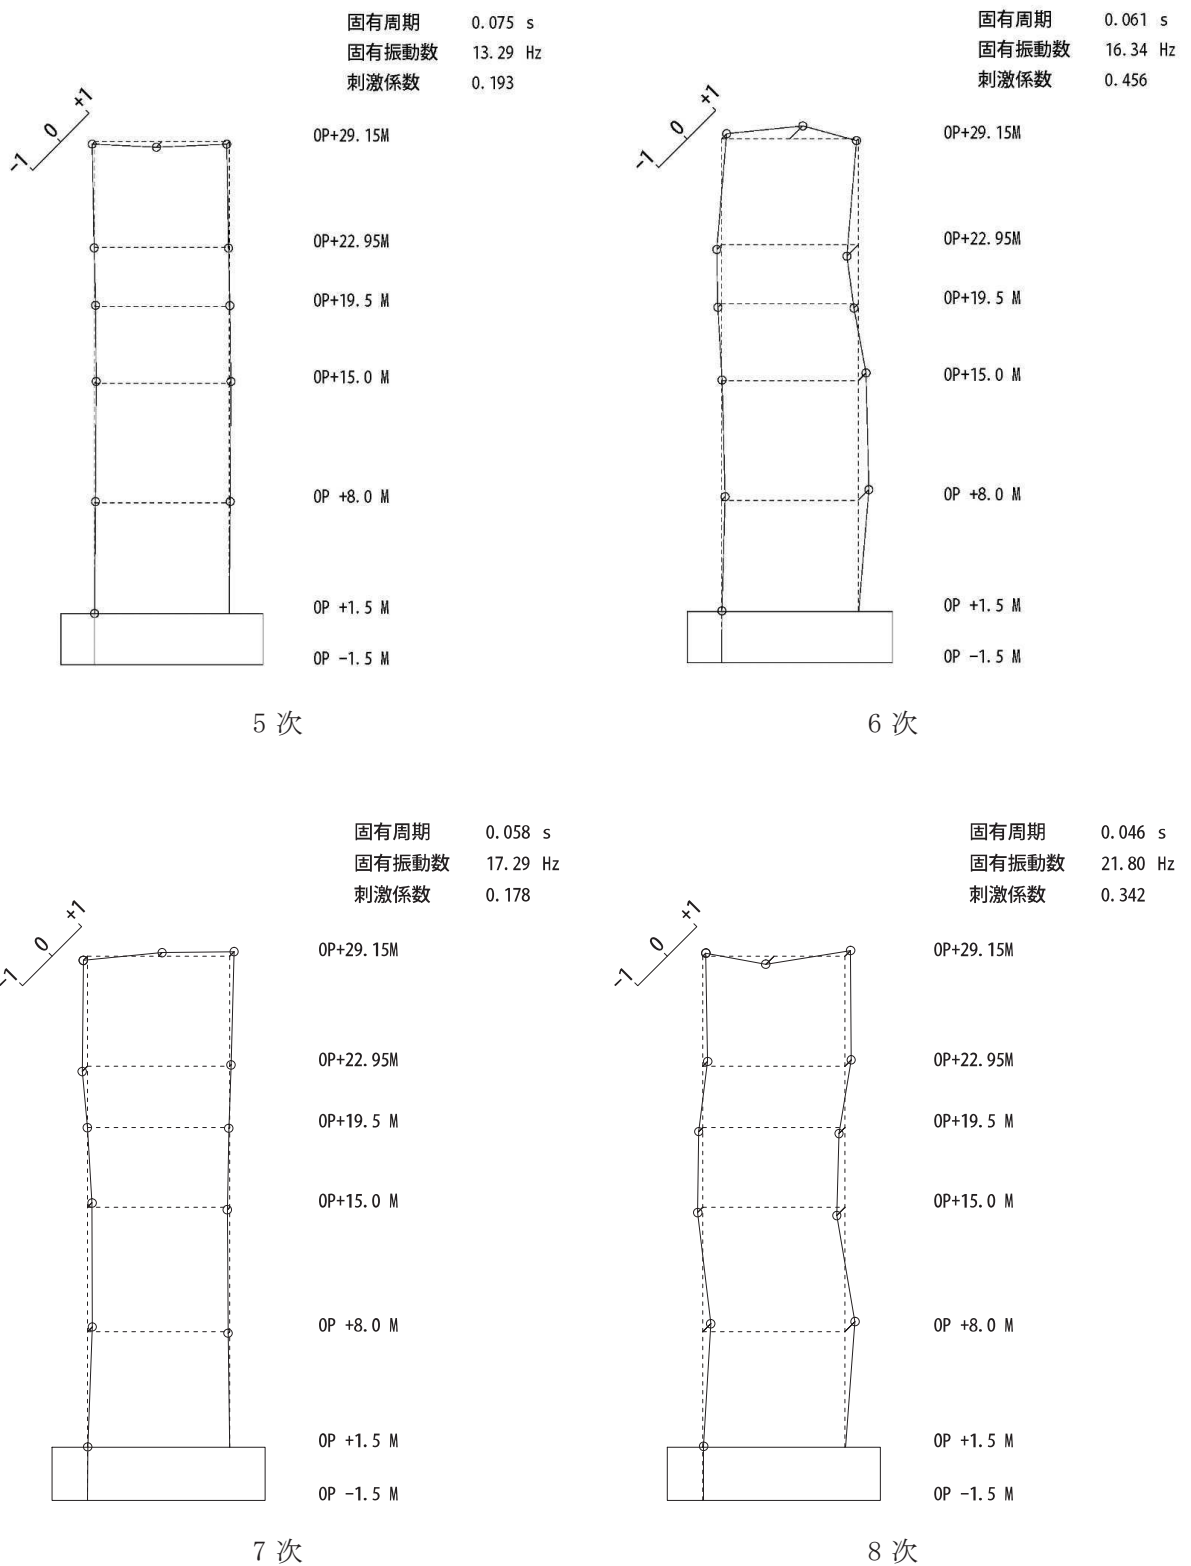 固有周期 0.075 s
固有振動数 13.29 Hz
刺激係数 0.193
+1
0
-1
OP+29.15M
OP+22.95M
OP+19.5 M
OP+15.0 M
OP +8.0 M
OP +1.5 M
OP -1.5 M
5 次
固有周期 0.061 s
固有振動数 16.34 Hz
刺激係数 0.456
+1
0
-1
OP+29.15M
OP+22.95M
OP+19.5 M
OP+15.0 M
OP +8.0 M
OP +1.5 M
OP -1.5 M
6 次
固有周期 0.058 s
固有振動数 17.29 Hz
刺激係数 0.178
+1
0
-1
OP+29.15M
OP+22.95M
OP+19.5 M
OP+15.0 M
OP +8.0 M
OP +1.5 M
OP -1.5 M
7 次
固有周期 0.046 s
固有振動数 21.80 Hz
刺激係数 0.342
+1
0
-1
OP+29.15M
OP+22.95M
OP+19.5 M
OP+15.0 M
OP +8.0 M
OP +1.5 M
OP -1.5 M
8 次